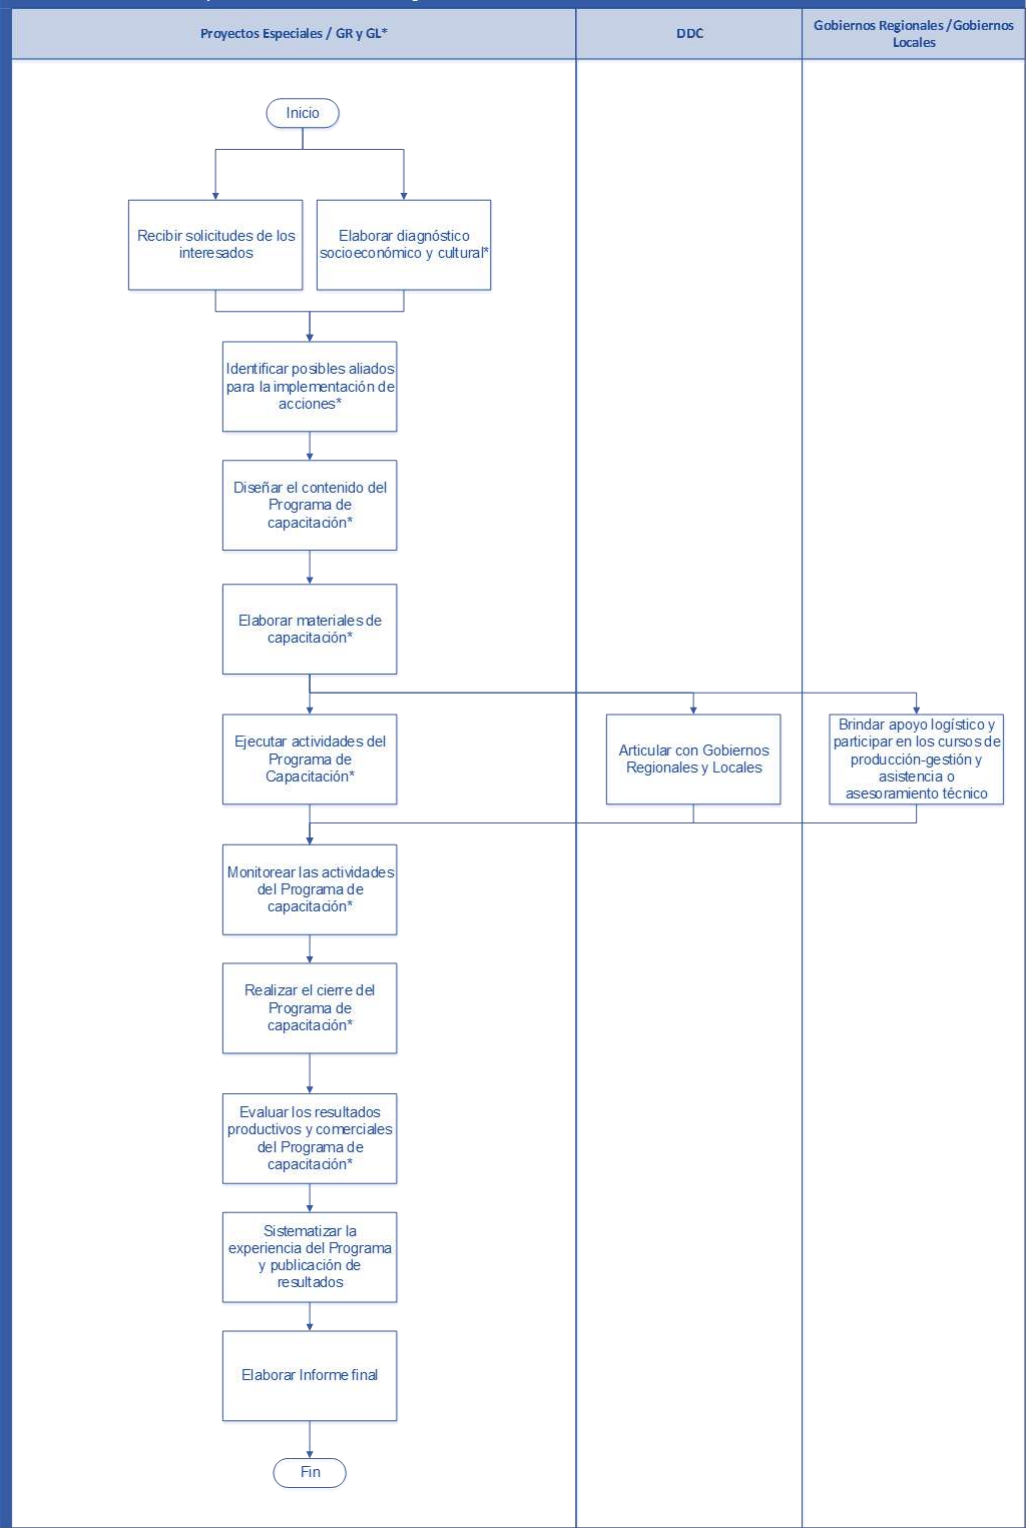 Proyectos Especiales / GR y GL*
DDC
Gobiernos Regionales /Gobiernos
Locales
Inicio
Recibir solicitudes de los
interesados
Elaborar diagnóstico
socioeconómico y cultural*
Identificar posibles aliados
para la implementación de
acciones*
Diseñar el contenido del
Programa de
capacitación*
Elaborar materiales de
capacitación*
Ejecutar actividades del
Programa de
Capacitación*
Articular con Gobiernos
Regionales y Locales
Brindar apoyo logístico y
participar en los cursos de
producción-gestión y
asistencia o
asesoramiento técnico
Monitorear las actividades
del Programa de
capacitación*
Realizar el cierre del
Programa de
capacitación*
Evaluar los resultados
productivos y comerciales
del Programa de
capacitación*
Sistematizar la
experiencia del Programa
y publicación de
resultados
Elaborar Informe final
Fin